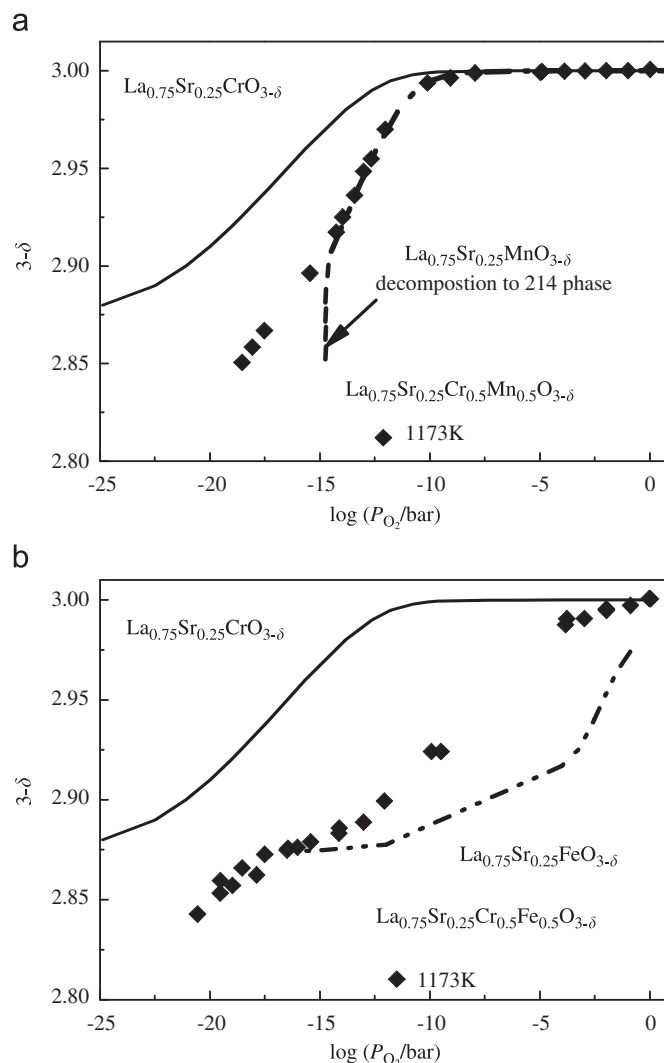 a
3.00
La₀.₇₅Sr₀.₂₅CrO₃₋δ
2.95
3-δ
La₀.₇₅Sr₀.₂₅MnO₃₋δ
2.90
decompostion to 214 phase
2.85
La₀.₇₅Sr₀.₂₅Cr₀.₅Mn₀.₅O₃₋δ
1173K
2.80
-25 -20 -15 -10 -5 0
log (P_O₂/bar)
b
3.00
La₀.₇₅Sr₀.₂₅CrO₃₋δ
2.95
3-δ
2.90
La₀.₇₅Sr₀.₂₅FeO₃₋δ
2.85
La₀.₇₅Sr₀.₂₅Cr₀.₅Fe₀.₅O₃₋δ
1173K
2.80
-25 -20 -15 -10 -5 0
log (P_O₂/bar)